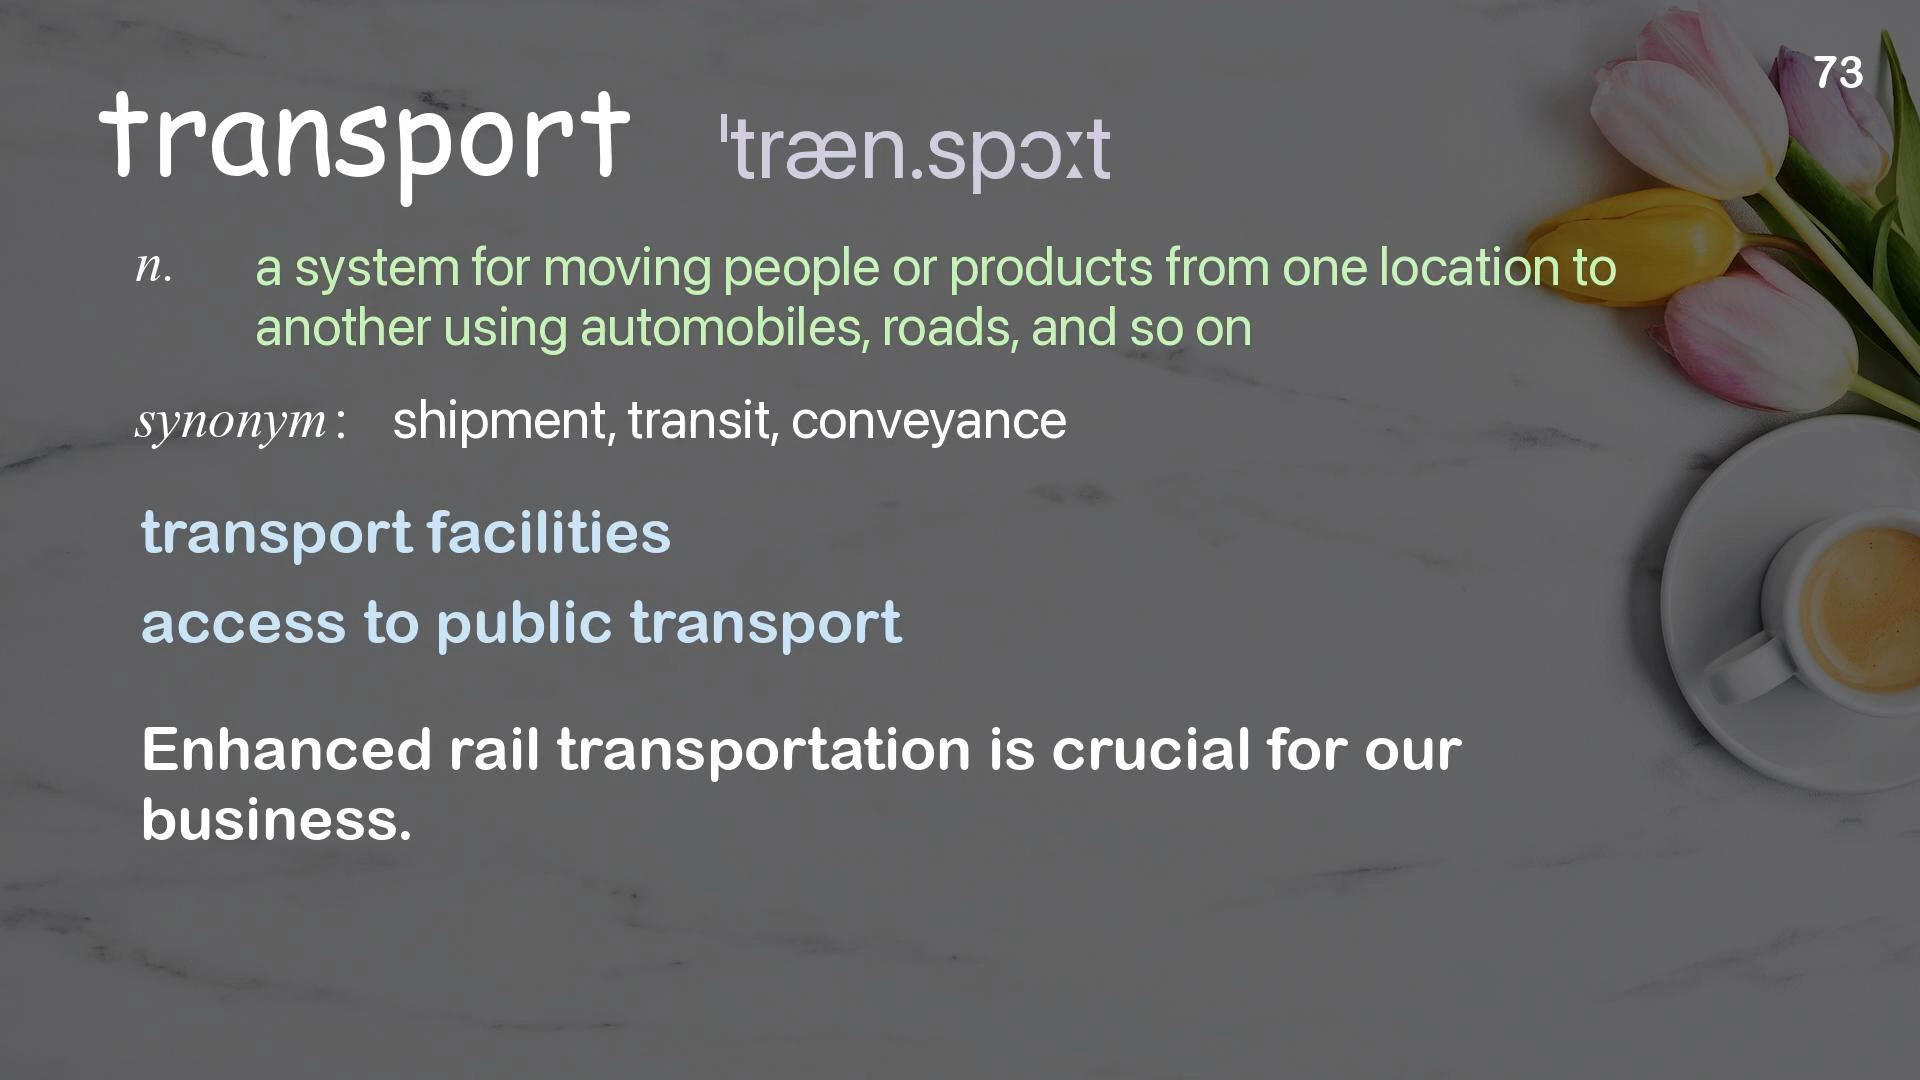 73
transport ˈtræn.spɔːt
n. a system for moving people or products from one location to
another using automobiles, roads, and so on
synonym: shipment, transit, conveyance
transport facilities
access to public transport
Enhanced rail transportation is crucial for our
business.